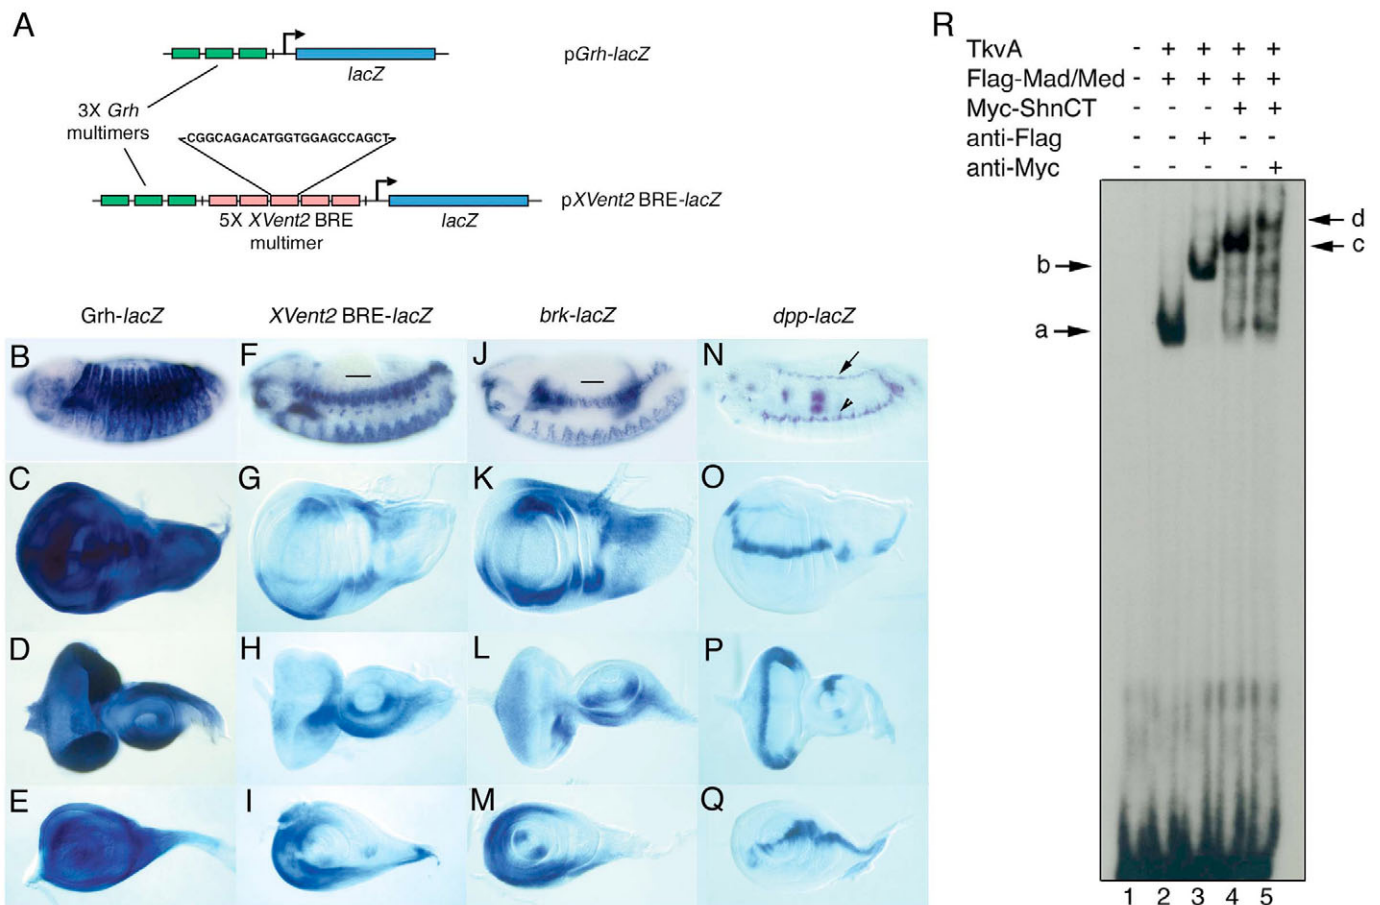 A
pGrh-lacZ
lacZ
3X Grh
multimers
CGGCAGACATGGTGGAGCCAGCT
pXVent2 BRE-lacZ
5X XVent2 BRE
multimer
lacZ
Grh-lacZ
XVent2 BRE-lacZ
brk-lacZ
dpp-lacZ
B
F
J
N
C
G
K
O
D
H
L
P
E
I
M
Q
R
TkvA - + + + +
Flag-Mad/Med - + + + +
Myc-ShnCT - - - + +
anti-Flag - - + - -
anti-Myc - - - - +
d
c
b
a
1 2 3 4 5